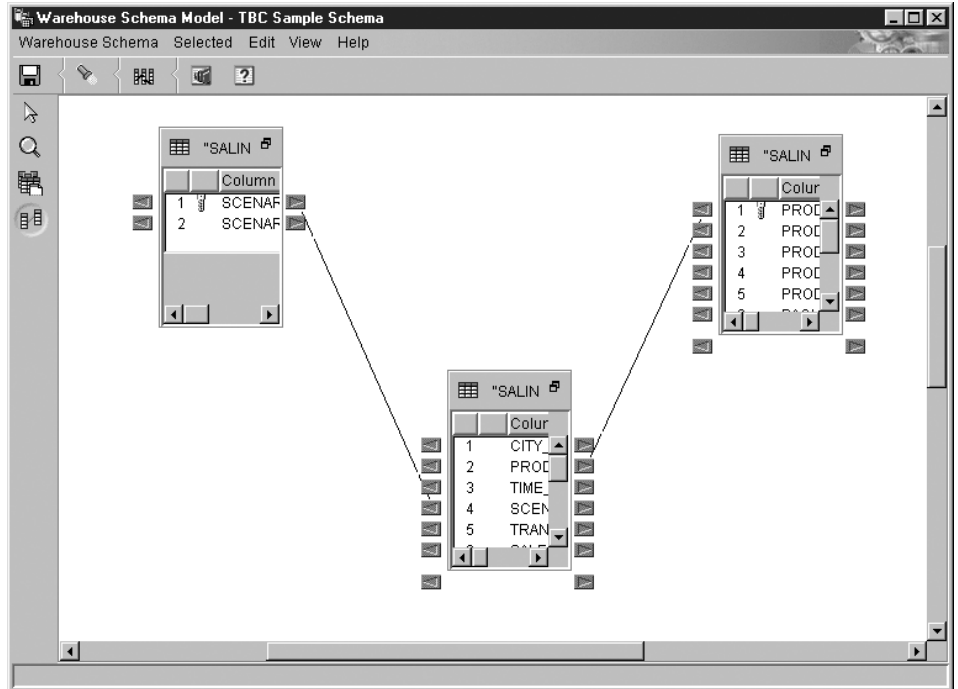 Warehouse Schema Model - TBC Sample Schema
Warehouse Schema Selected Edit View Help
"SALIN
Column
1 SCENAR
2 SCENAR
"SALIN
Colur
1 PROD
2 PROD
3 PROD
4 PROD
5 PROD
"SALIN
Colur
1 CITY_
2 PROD
3 TIME_
4 SCEN
5 TRAN